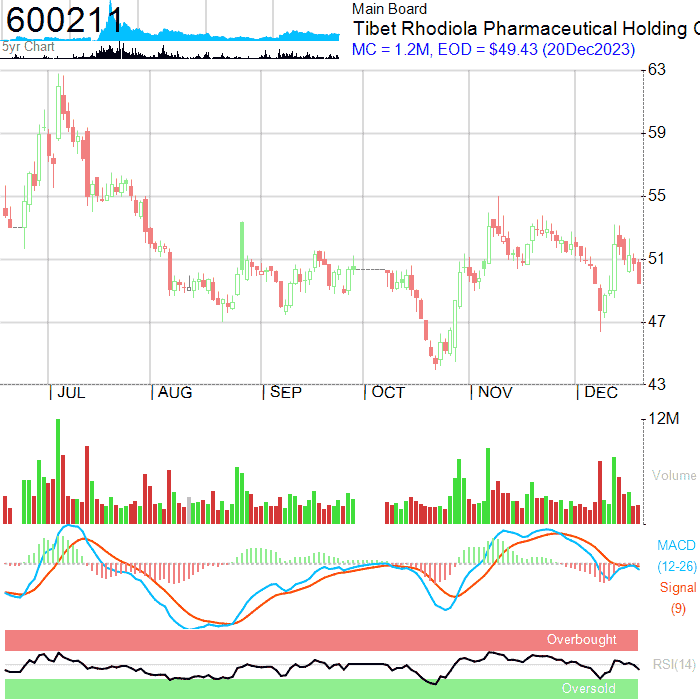 600211
5yr Chart
Main Board
Tibet Rhodiola Pharmaceutical Holding C
MC = 1.2M, EOD = $49.43 (20Dec2023)
63
59
55
51
47
43
JUL AUG SEP OCT NOV DEC
12M
Volume
MACD
(12-26)
Signal
(9)
Overbought
RSI(14)
Oversold